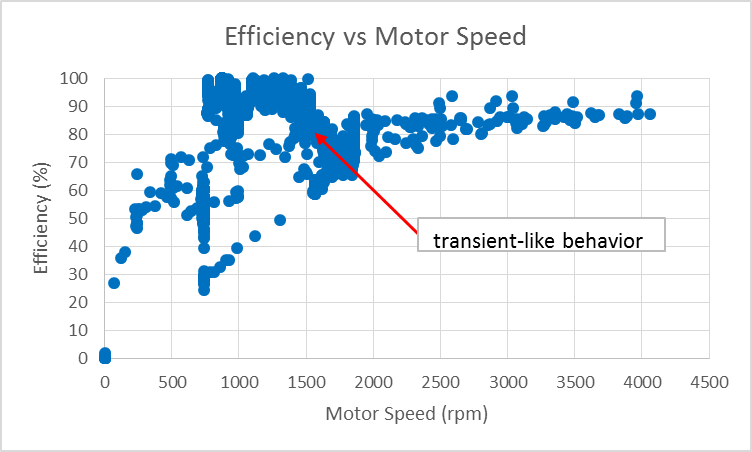 Efficiency vs Motor Speed
100
90
80
70
60
50
40
30
20
10
0
Efficiency (%)
transient-like behavior
0 500 1000 1500 2000 2500 3000 3500 4000 4500
Motor Speed (rpm)